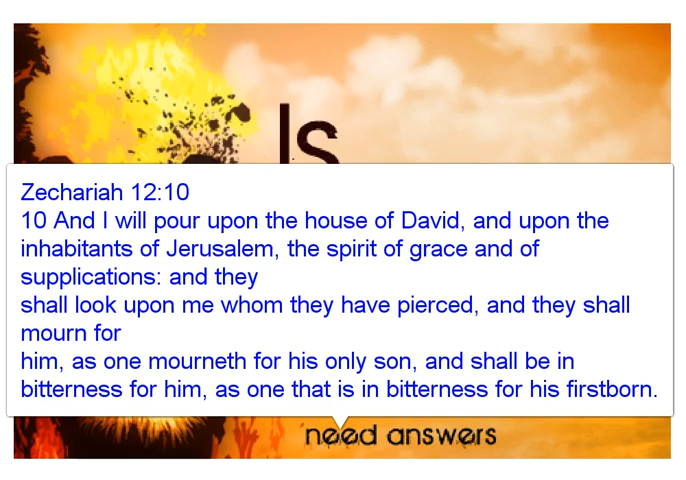 Is
Zechariah 12:10
10 And I will pour upon the house of David, and upon the
inhabitants of Jerusalem, the spirit of grace and of
supplications: and they
shall look upon me whom they have pierced, and they shall
mourn for
him, as one mourneth for his only son, and shall be in
bitterness for him, as one that is in bitterness for his firstborn.
need answers